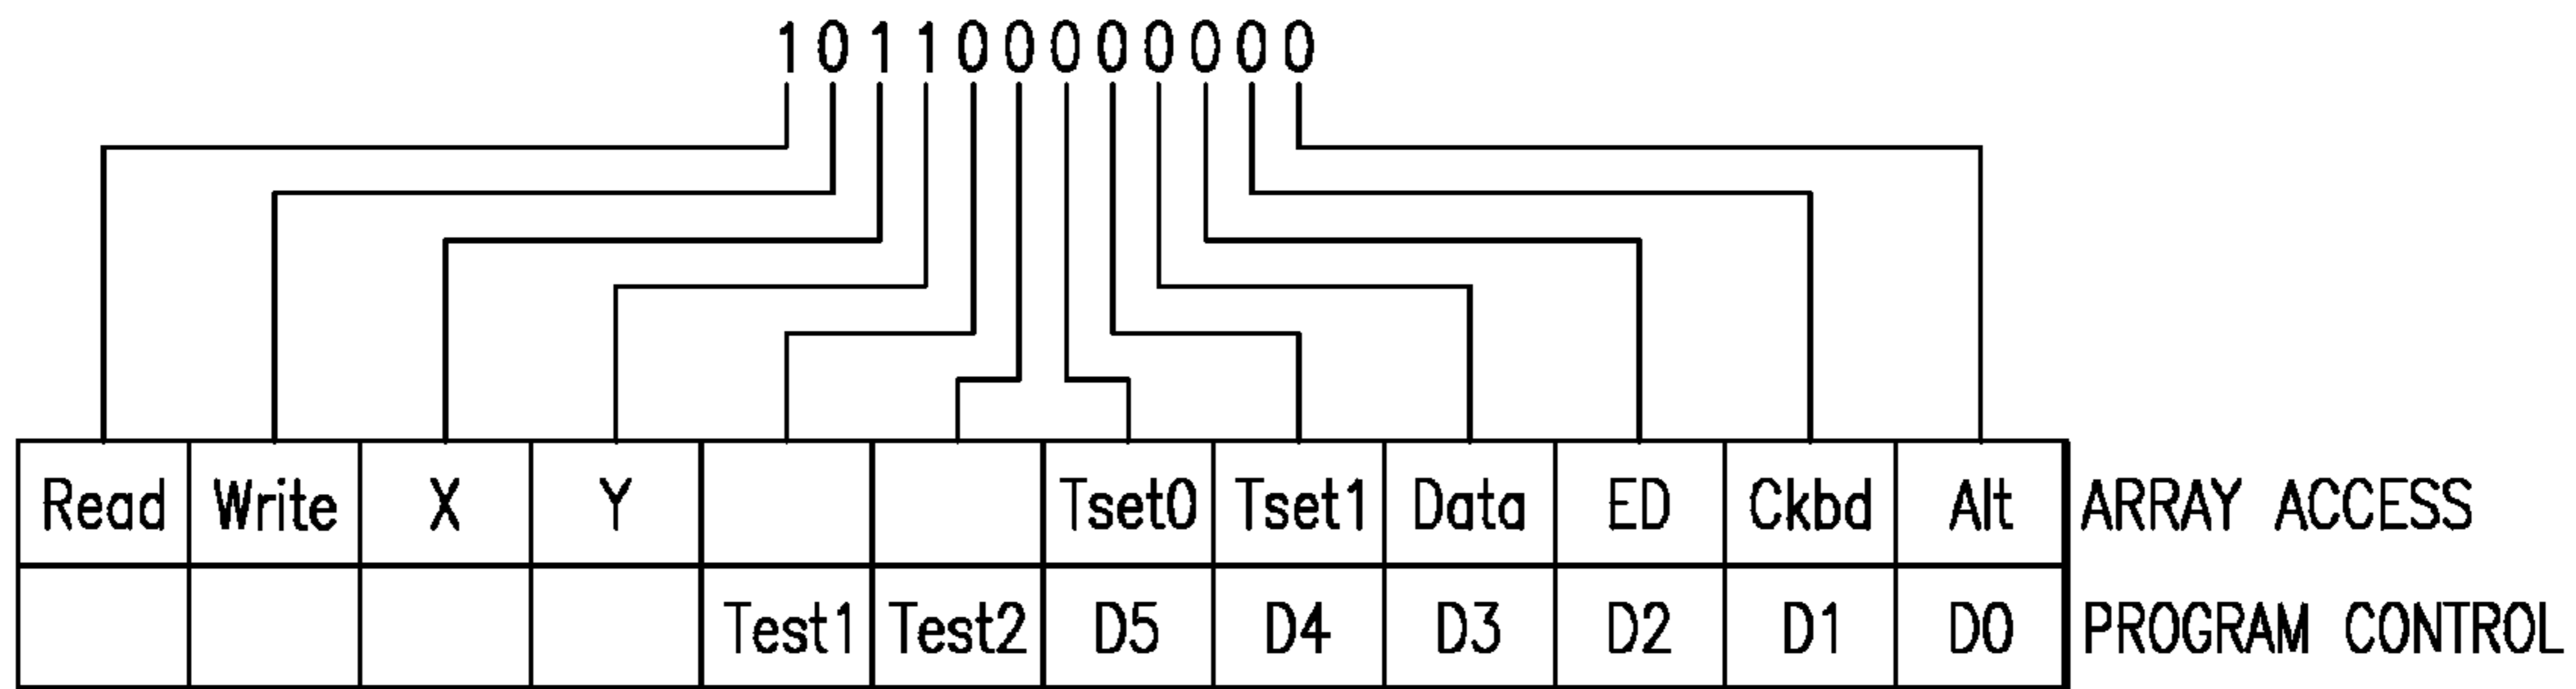 101100000000
Read Write X Y Tset0 Tset1 Data ED Ckbd Alt ARRAY ACCESS
Test1 Test2 D5 D4 D3 D2 D1 D0 PROGRAM CONTROL